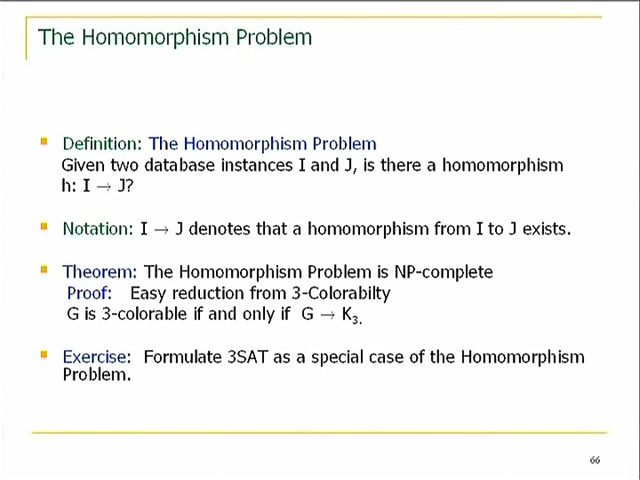 The Homomorphism Problem
Definition: The Homomorphism Problem
Given two database instances I and J, is there a homomorphism
h: I → J?
Notation: I → J denotes that a homomorphism from I to J exists.
Theorem: The Homomorphism Problem is NP-complete
Proof: Easy reduction from 3-Colorabilty
G is 3-colorable if and only if G → K3.
Exercise: Formulate 3SAT as a special case of the Homomorphism
Problem.
66